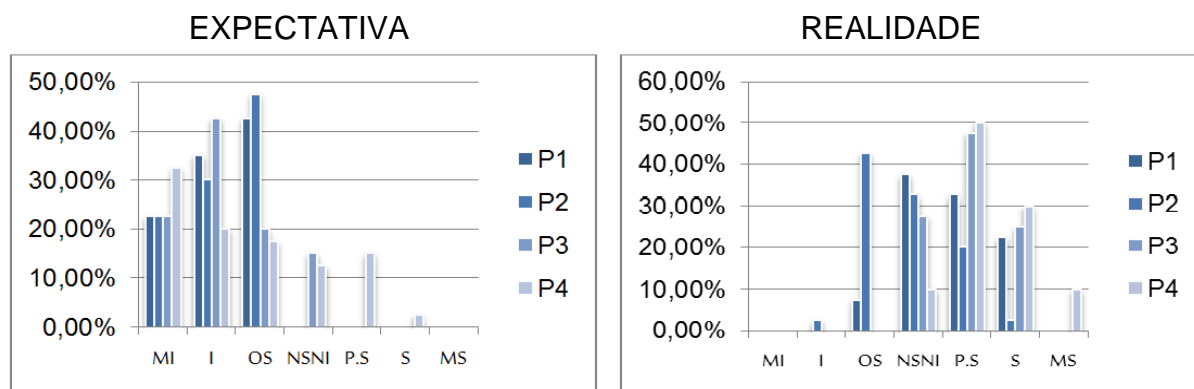 EXPECTATIVA
50,00%
40,00%
30,00%
20,00%
10,00%
0,00%
MI I OS NSNI P.S S MS
P1
P2
P3
P4
REALIDADE
60,00%
50,00%
40,00%
30,00%
20,00%
10,00%
0,00%
MI I OS NSNI P.S S MS
P1
P2
P3
P4